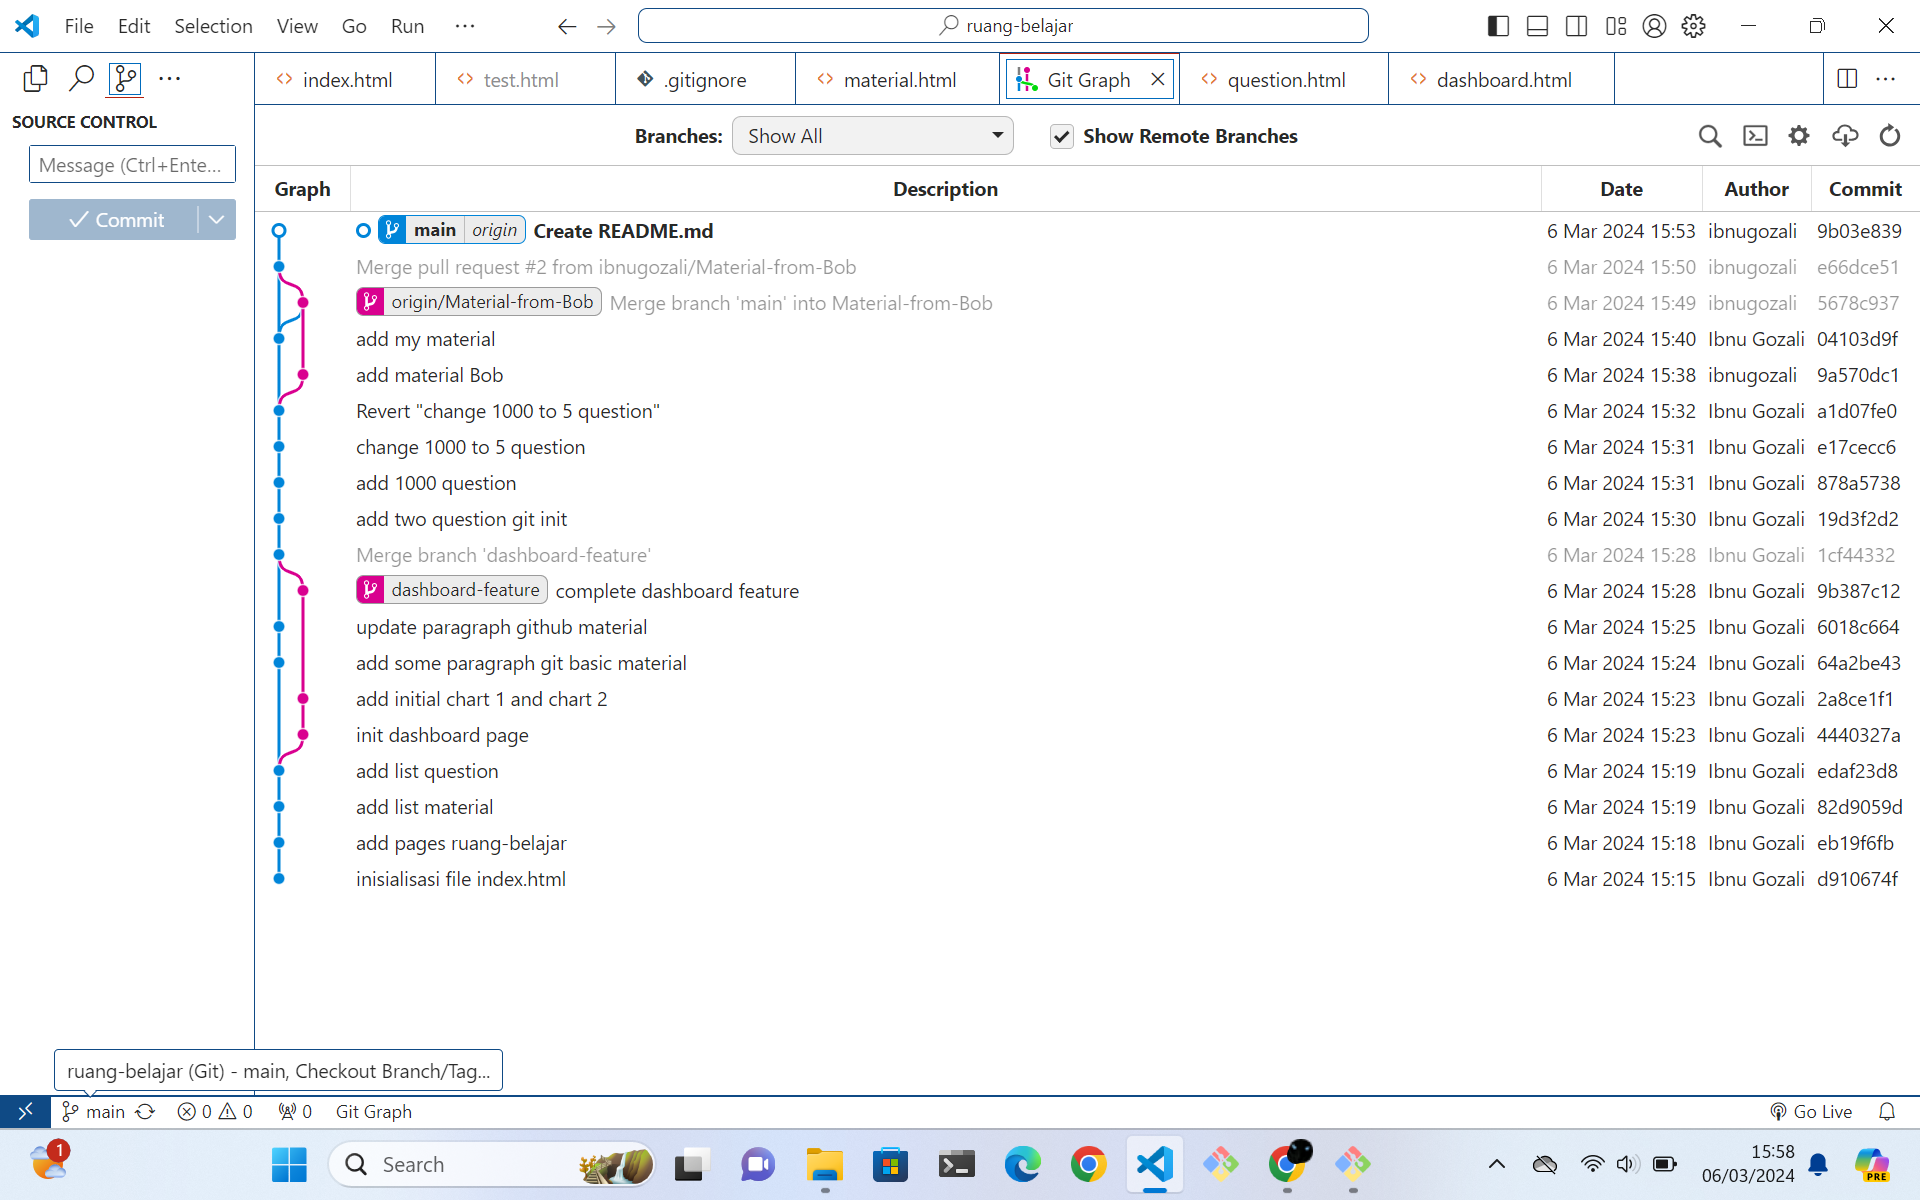 File Edit Selection View Go Run ··· ruang-belajar
index.html test.html .gitignore material.html Git Graph question.html dashboard.html
SOURCE CONTROL
Message (Ctrl+Ente...
Commit
Branches: Show All Show Remote Branches
Graph Description Date Author Commit
main origin Create README.md 6 Mar 2024 15:53 ibnugozali 9b03e839
Merge pull request #2 from ibnugozali/Material-from-Bob 6 Mar 2024 15:50 ibnugozali e66dce51
origin/Material-from-Bob Merge branch 'main' into Material-from-Bob 6 Mar 2024 15:49 ibnugozali 5678c937
add my material 6 Mar 2024 15:40 Ibnu Gozali 04103d9f
add material Bob 6 Mar 2024 15:38 ibnugozali 9a570dc1
Revert "change 1000 to 5 question" 6 Mar 2024 15:32 Ibnu Gozali a1d07fe0
change 1000 to 5 question 6 Mar 2024 15:31 Ibnu Gozali e17cecc6
add 1000 question 6 Mar 2024 15:31 Ibnu Gozali 878a5738
add two question git init 6 Mar 2024 15:30 Ibnu Gozali 19d3f2d2
Merge branch 'dashboard-feature' 6 Mar 2024 15:28 Ibnu Gozali 1cf44332
dashboard-feature complete dashboard feature 6 Mar 2024 15:28 Ibnu Gozali 9b387c12
update paragraph github material 6 Mar 2024 15:25 Ibnu Gozali 6018c664
add some paragraph git basic material 6 Mar 2024 15:24 Ibnu Gozali 64a2be43
add initial chart 1 and chart 2 6 Mar 2024 15:23 Ibnu Gozali 2a8ce1f1
init dashboard page 6 Mar 2024 15:23 Ibnu Gozali 4440327a
add list question 6 Mar 2024 15:19 Ibnu Gozali edaf23d8
add list material 6 Mar 2024 15:19 Ibnu Gozali 82d9059d
add pages ruang-belajar 6 Mar 2024 15:18 Ibnu Gozali eb19f6fb
inisialisasi file index.html 6 Mar 2024 15:15 Ibnu Gozali d910674f
ruang-belajar (Git) - main, Checkout Branch/Tag...
main 0 0 0 Git Graph Go Live
1 Search 15:58
06/03/2024
PRE